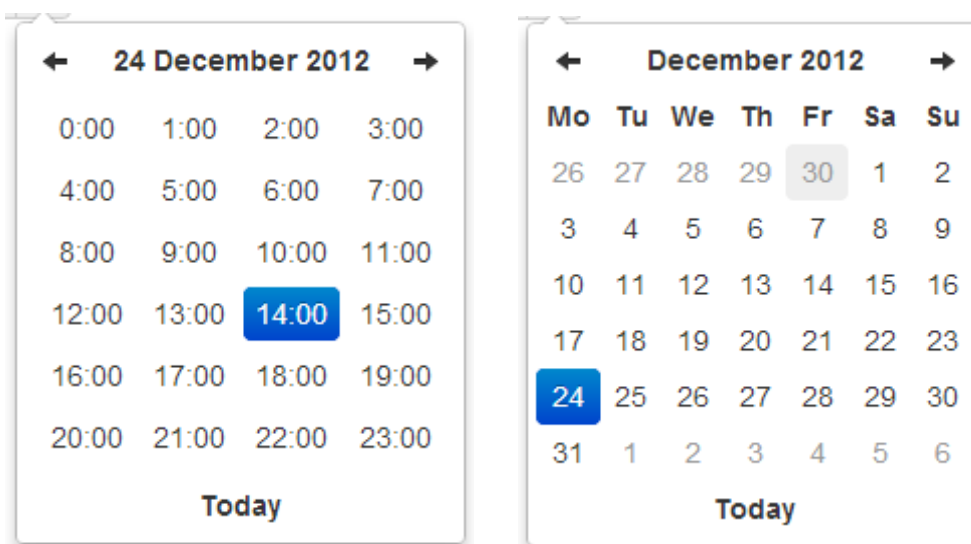 24 December 2012
0:00 1:00 2:00 3:00
4:00 5:00 6:00 7:00
8:00 9:00 10:00 11:00
12:00 13:00 14:00 15:00
16:00 17:00 18:00 19:00
20:00 21:00 22:00 23:00
Today
December 2012
Mo Tu We Th Fr Sa Su
26 27 28 29 30 1 2
3 4 5 6 7 8 9
10 11 12 13 14 15 16
17 18 19 20 21 22 23
24 25 26 27 28 29 30
31 1 2 3 4 5 6
Today